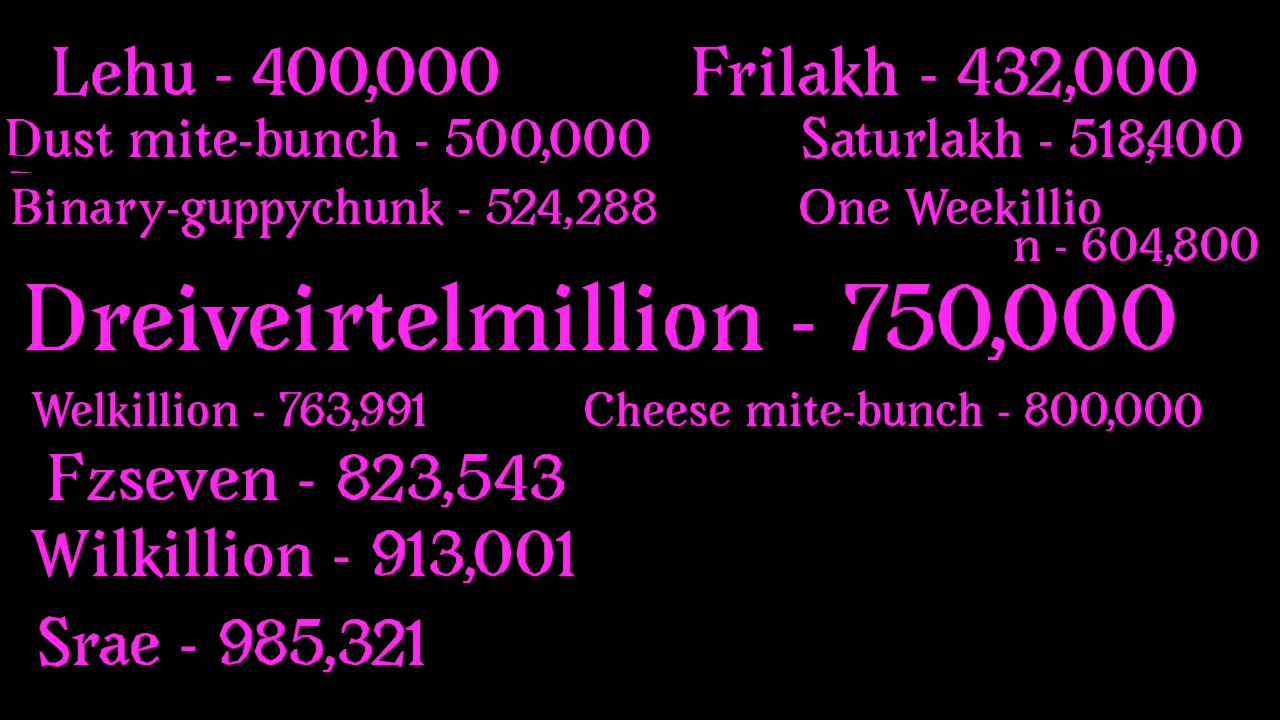 Lehu - 400,000
Frilakh - 432,000
Dust mite-bunch - 500,000
Saturlakh - 518,400
Binary-guppychunk - 524,288
One Weekillio
n - 604,800
Dreiveirtelmillion - 750,000
Welkillion - 763,991
Cheese mite-bunch - 800,000
Fzseven - 823,543
Wilkillion - 913,001
Srae - 985,321